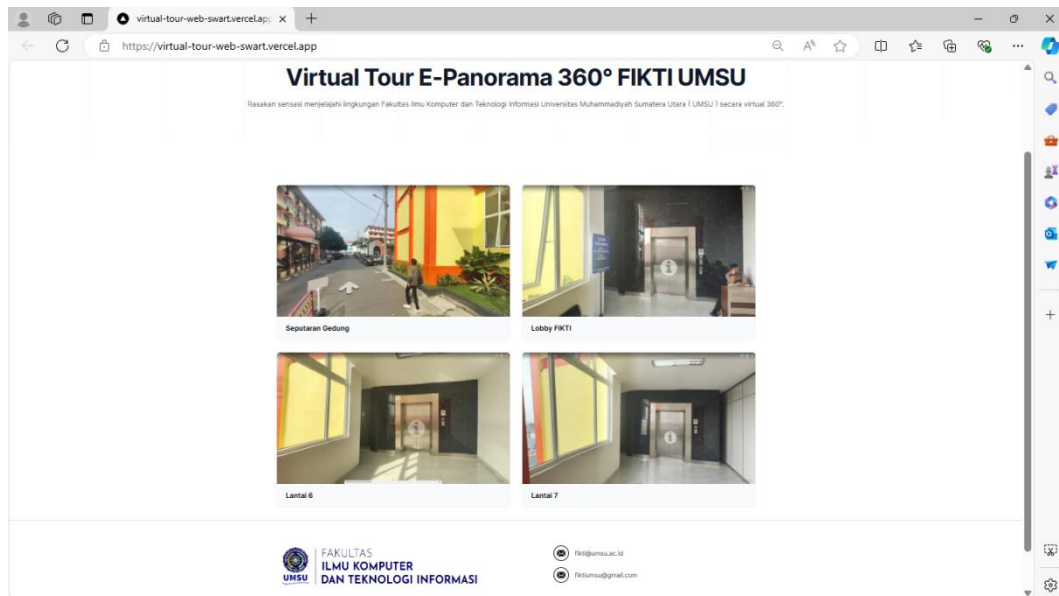 virtual-tour-web-swart.vercel.app
https://virtual-tour-web-swart.vercel.app
Virtual Tour E-Panorama 360° FIKTI UMSU
Rasakan sensasi menjelajahi lingkungan Fakultas Ilmu Komputer dan Teknologi Informasi Universitas Muhammadiyah Sumatera Utara ( UMSU ) secara virtual 360°.
Seputaran Gedung
Lobby FIKTI
Lantai 6
Lantai 7
UMSU
FAKULTAS
ILMU KOMPUTER
DAN TEKNOLOGI INFORMASI
fikti@umsu.ac.id
fiktiumsu@gmail.com